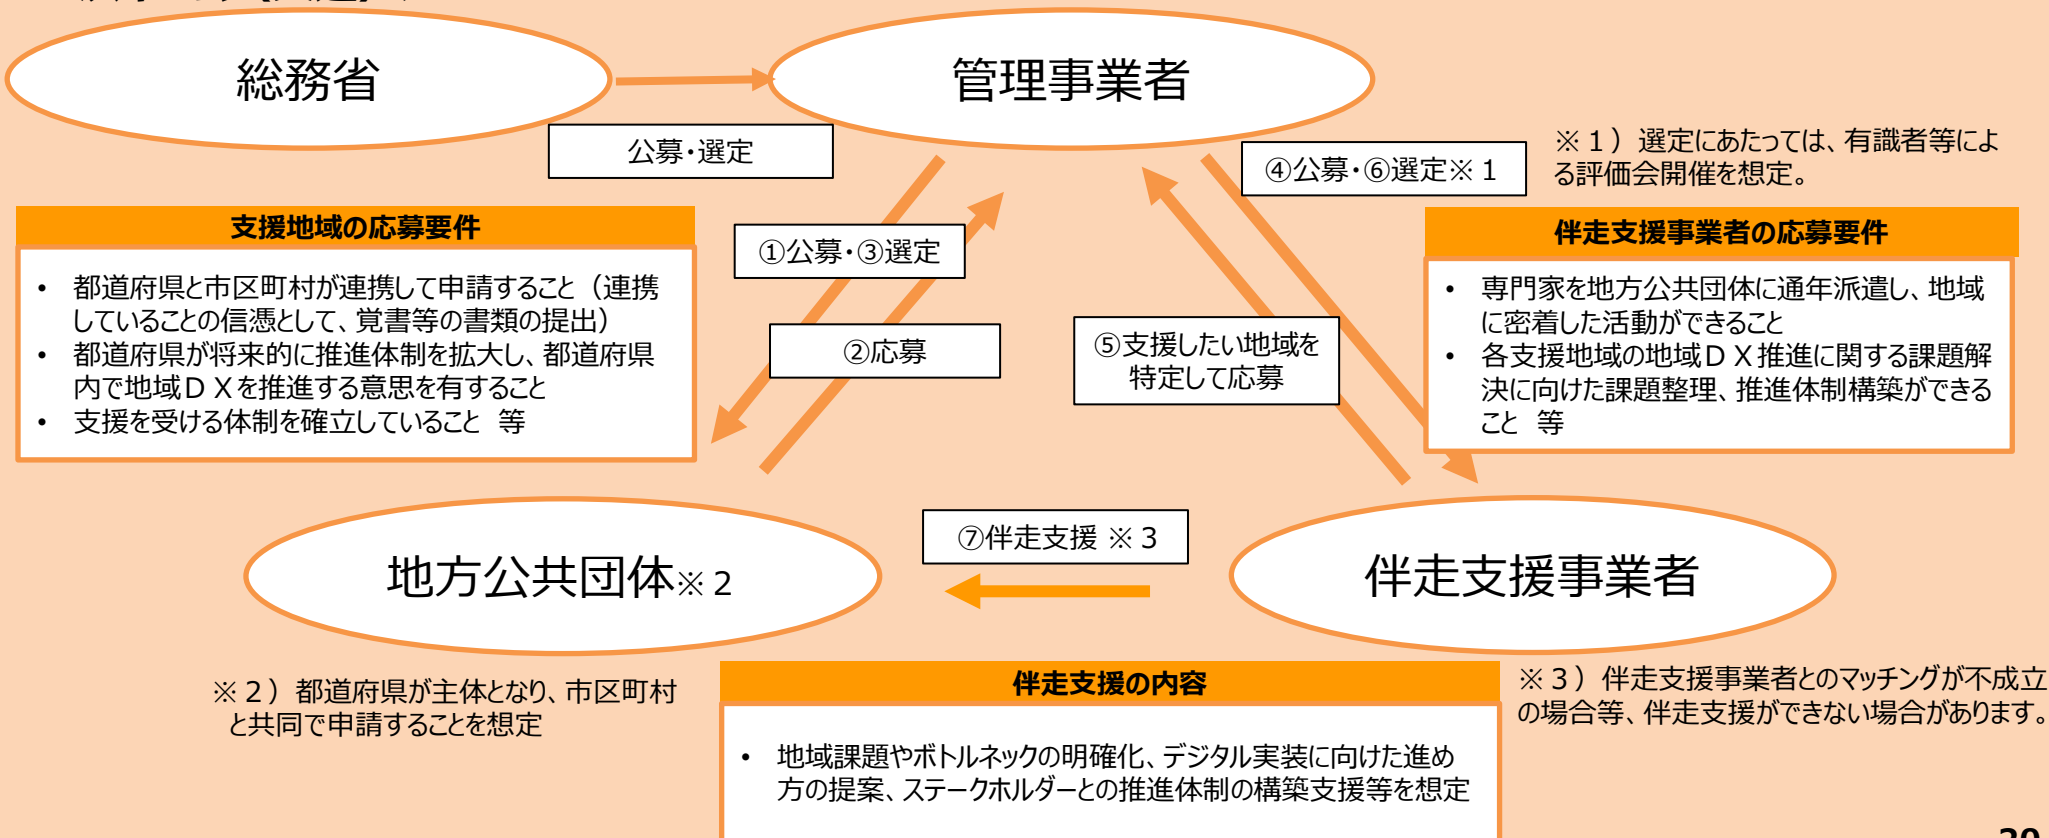 総務省
管理事業者
公募・選定
④公募・⑥選定※１
※１）選定にあたっては、有識者等によ
る評価会開催を想定。
支援地域の応募要件
• 都道府県と市区町村が連携して申請すること（連携
していることの信憑として、覚書等の書類の提出）
• 都道府県が将来的に推進体制を拡大し、都道府県
内で地域ＤＸを推進する意思を有すること
• 支援を受ける体制を確立していること 等
①公募・③選定
②応募
⑤支援したい地域を
特定して応募
伴走支援事業者の応募要件
• 専門家を地方公共団体に通年派遣し、地域
に密着した活動ができること
• 各支援地域の地域ＤＸ推進に関する課題解
決に向けた課題整理、推進体制構築ができる
こと 等
⑦伴走支援 ※３
地方公共団体※２
伴走支援事業者
※２）都道府県が主体となり、市区町村
と共同で申請することを想定
伴走支援の内容
• 地域課題やボトルネックの明確化、デジタル実装に向けた進め
方の提案、ステークホルダーとの推進体制の構築支援等を想定
※３）伴走支援事業者とのマッチングが不成立
の場合等、伴走支援ができない場合があります。